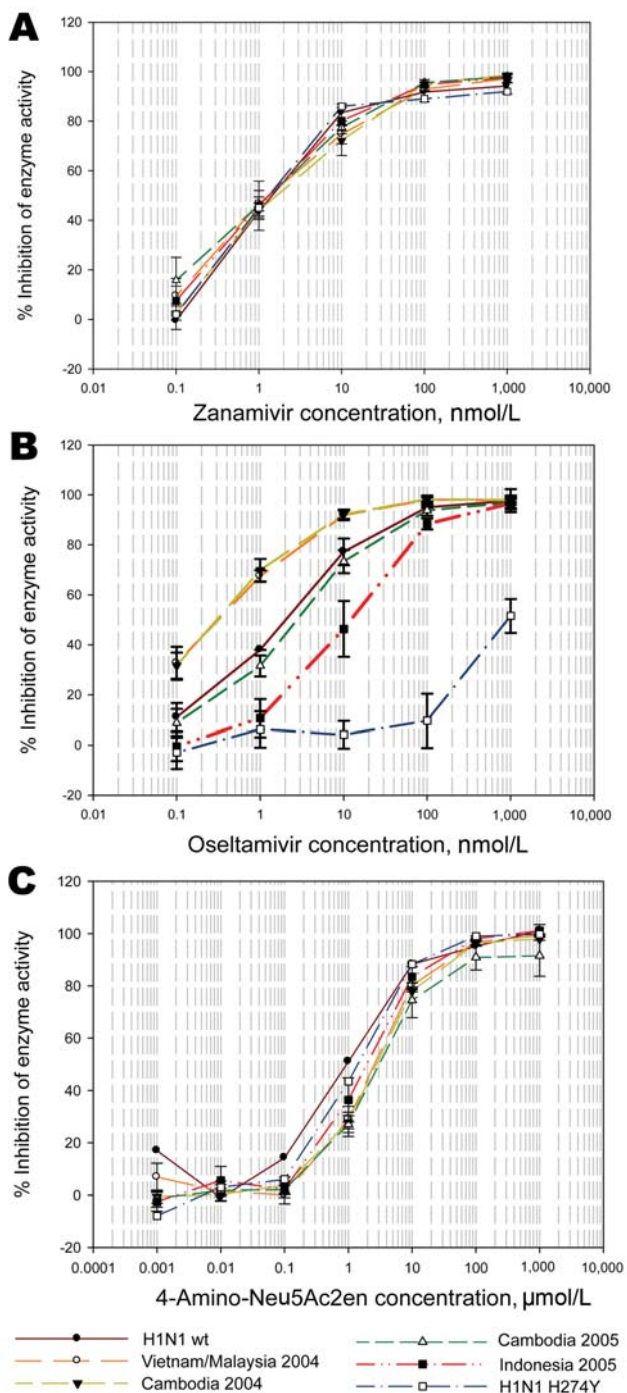 A
120
100
80
60
40
20
0
-20
% Inhibition of enzyme activity
0.01 0.1 1 10 100 1,000 10,000
Zanamivir concentration, nmol/L
B
120
100
80
60
40
20
0
-20
% Inhibition of enzyme activity
0.01 0.1 1 10 100 1,000 10,000
Oseltamivir concentration, nmol/L
C
120
100
80
60
40
20
0
-20
% Inhibition of enzyme activity
0.0001 0.001 0.01 0.1 1 10 100 1,000 10,000
4-Amino-Neu5Ac2en concentration, µmol/L
H1N1 wt
Vietnam/Malaysia 2004
Cambodia 2004
Cambodia 2005
Indonesia 2005
H1N1 H274Y